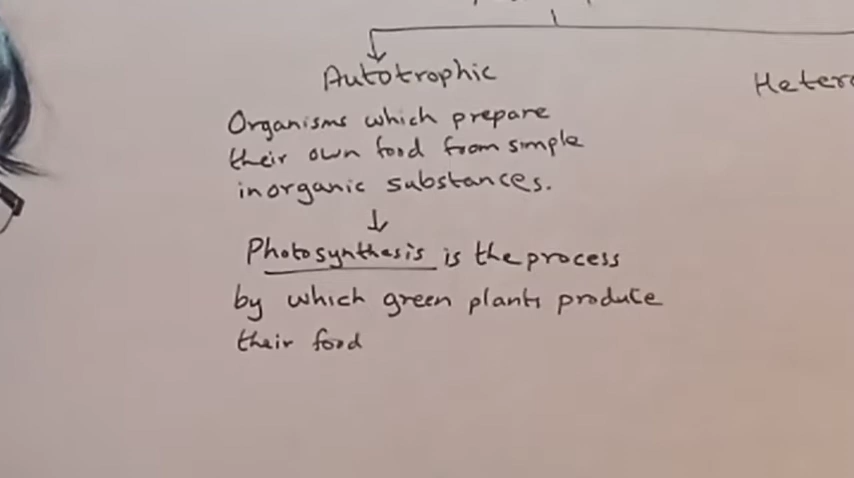 Autotrophic
Organisms which prepare
their own food from simple
inorganic substances.
Photosynthesis is the process
by which green plants produce
their food
Hetero